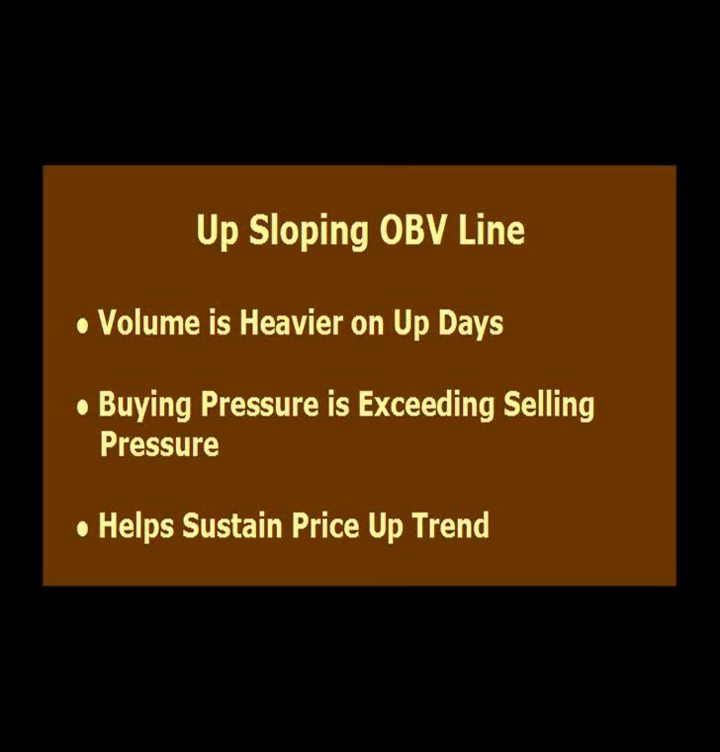 Up Sloping OBV Line
• Volume is Heavier on Up Days
• Buying Pressure is Exceeding Selling
Pressure
• Helps Sustain Price Up Trend